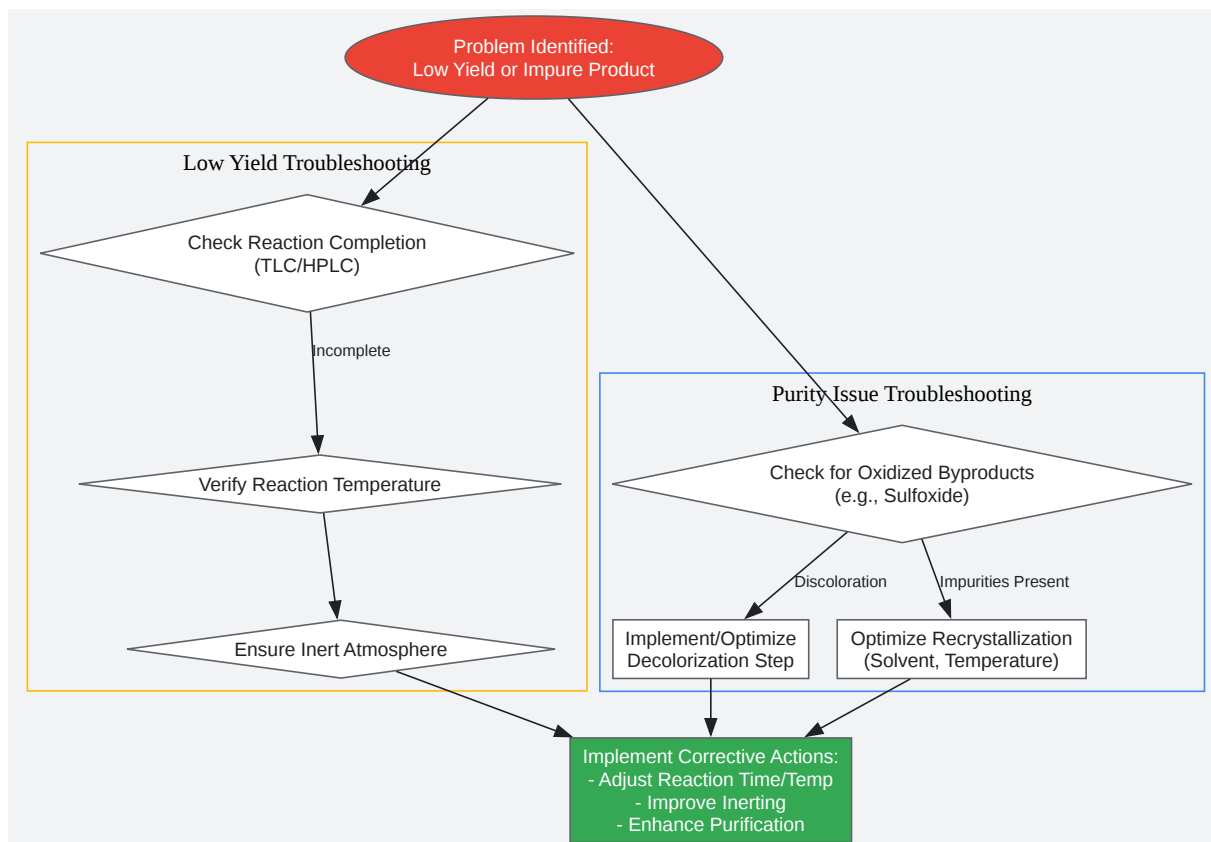 Problem Identified:
Low Yield or Impure Product
Low Yield Troubleshooting
Check Reaction Completion
(TLC/HPLC)
Incomplete
Verify Reaction Temperature
Ensure Inert Atmosphere
Purity Issue Troubleshooting
Check for Oxidized Byproducts
(e.g., Sulfoxide)
Discoloration
Impurities Present
Implement/Optimize
Decolorization Step
Optimize Recrystallization
(Solvent, Temperature)
Implement Corrective Actions:
- Adjust Reaction Time/Temp
- Improve Inerting
- Enhance Purification